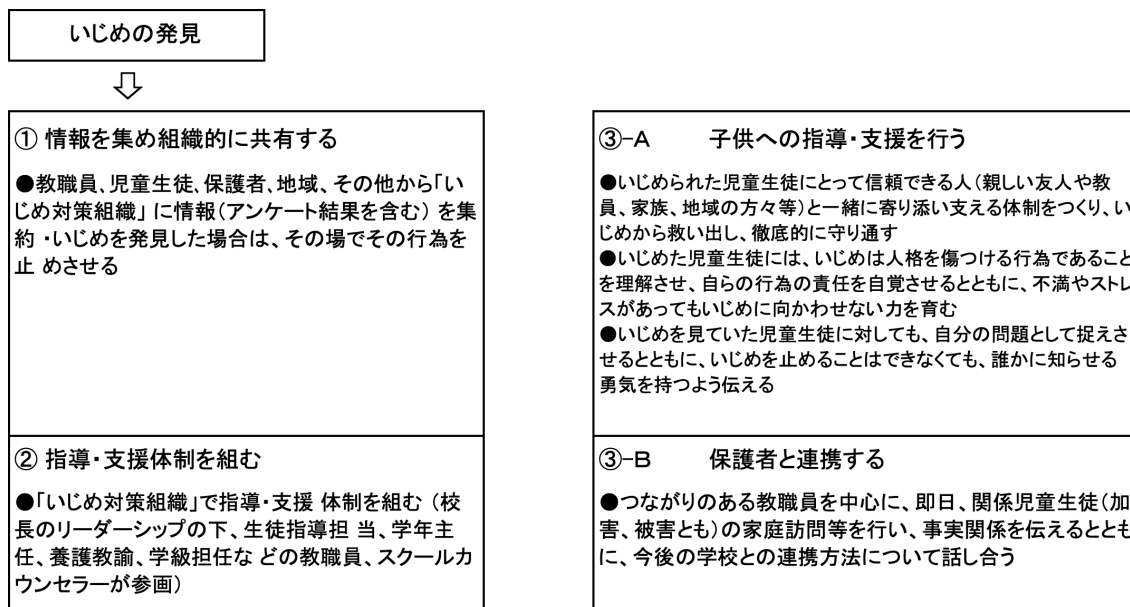 いじめの発見
① 情報を集め組織的に共有する
●教職員、児童生徒、保護者、地域、その他から「い
じめ対策組織」 に情報(アンケート結果を含む) を集
約 ・いじめを発見した場合は、その場でその行為を
止 めさせる
② 指導・支援体制を組む
●「いじめ対策組織」で指導・支援 体制を組む (校
長のリーダーシップの下、生徒指導担 当、学年主
任、養護教諭、学級担任な どの教職員、スクールカ
ウンセラーが参画)
③-A 子供への指導・支援を行う
●いじめられた児童生徒にとって信頼できる人(親しい友人や教
員、家族、地域の方々等)と一緒に寄り添い支える体制をつくり、い
じめから救い出し、徹底的に守り通す
●いじめた児童生徒には、いじめは人格を傷つける行為であること
を理解させ、自らの行為の責任を自覚させるとともに、不満やストレ
スがあってもいじめに向かわせない力を育む
●いじめを見ていた児童生徒に対しても、自分の問題として捉えさ
せるとともに、いじめを止めることはできなくても、誰かに知らせる
勇気を持つよう伝える
③-B 保護者と連携する
●つながりのある教職員を中心に、即日、関係児童生徒(加
害、被害とも)の家庭訪問等を行い、事実関係を伝えるととも
に、今後の学校との連携方法について話し合う